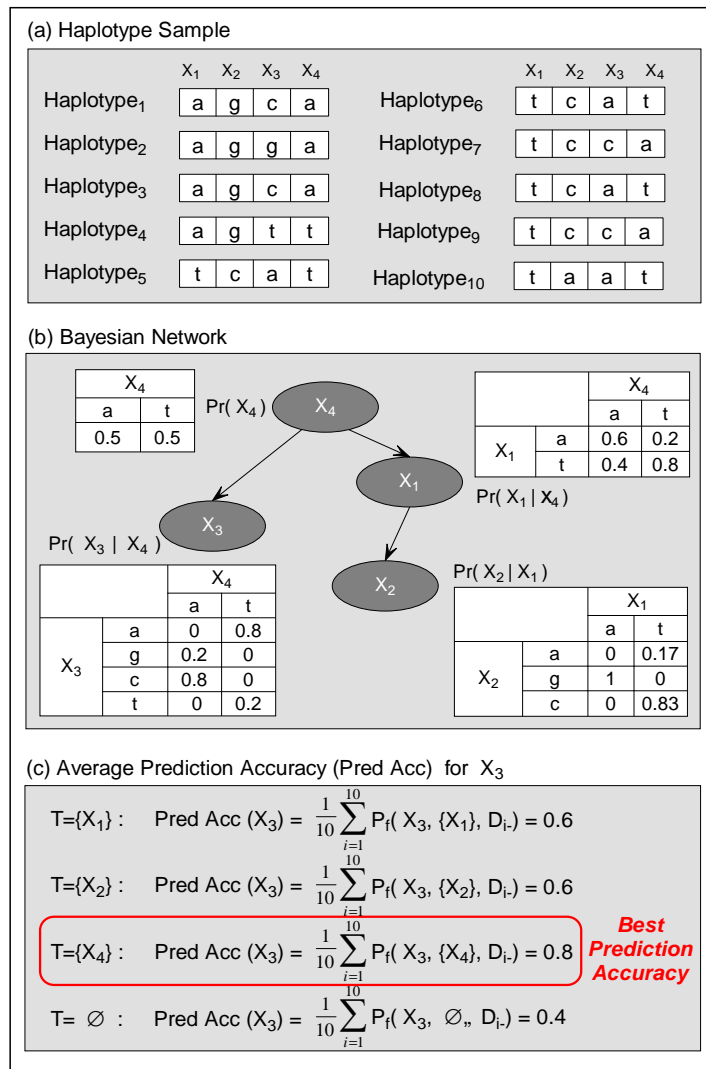 (a) Haplotype Sample
X1 X2 X3 X4
Haplotype1 a g c a
Haplotype2 a g g a
Haplotype3 a g c a
Haplotype4 a g t t
Haplotype5 t c a t
X1 X2 X3 X4
Haplotype6 t c a t
Haplotype7 t c c a
Haplotype8 t c a t
Haplotype9 t c c a
Haplotype10 t a a t
(b) Bayesian Network
X4
a t
0.5 0.5
Pr( X4 )
X4
X4
a t
X1 a 0.6 0.2
t 0.4 0.8
X1
Pr( X1 | X4 )
X3
Pr( X3 | X4 )
X4
a t
X3
a 0 0.8
g 0.2 0
c 0.8 0
t 0 0.2
X2
Pr( X2 | X1 )
X1
a t
X2
a 0 0.17
g 1 0
c 0 0.83
(c) Average Prediction Accuracy (Pred Acc) for X3
T={X1} : Pred Acc (X3) = 1/10 ∑ i=1 10 Pf( X3, {X1}, Di-) = 0.6
T={X2} : Pred Acc (X3) = 1/10 ∑ i=1 10 Pf( X3, {X2}, Di-) = 0.6
T={X4} : Pred Acc (X3) = 1/10 ∑ i=1 10 Pf( X3, {X4}, Di-) = 0.8
Best
Prediction
Accuracy
T= ∅ : Pred Acc (X3) = 1/10 ∑ i=1 10 Pf( X3, ∅,, Di-) = 0.4